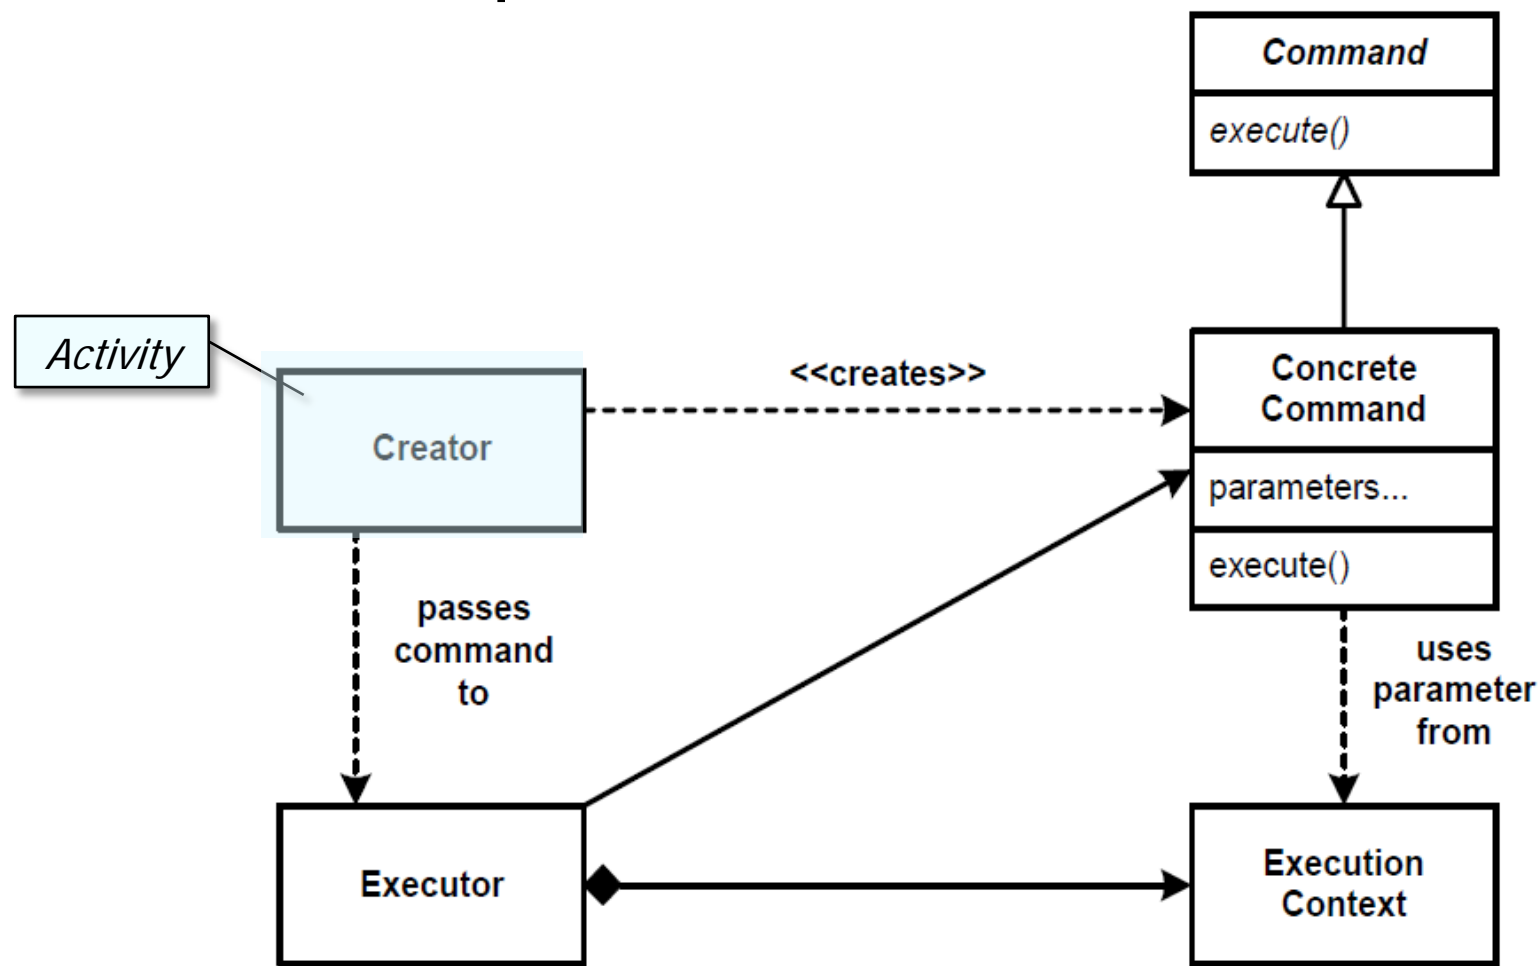 Command
execute()
Activity
Creator
<<creates>>
Concrete
Command
parameters...
execute()
passes
command
to
uses
parameter
from
Executor
Execution
Context